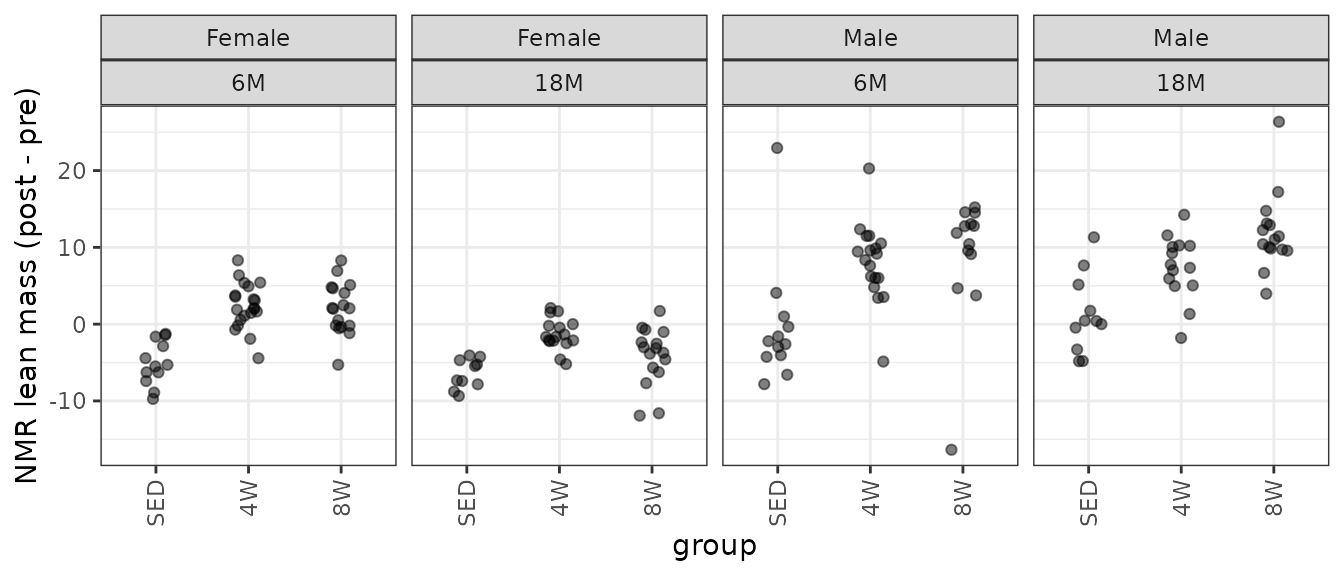 Female Female Male Male
6M 18M 6M 18M
NMR lean mass (post - pre)
20
10
0
-10
SED 4W 8W SED 4W 8W SED 4W 8W SED 4W 8W
group